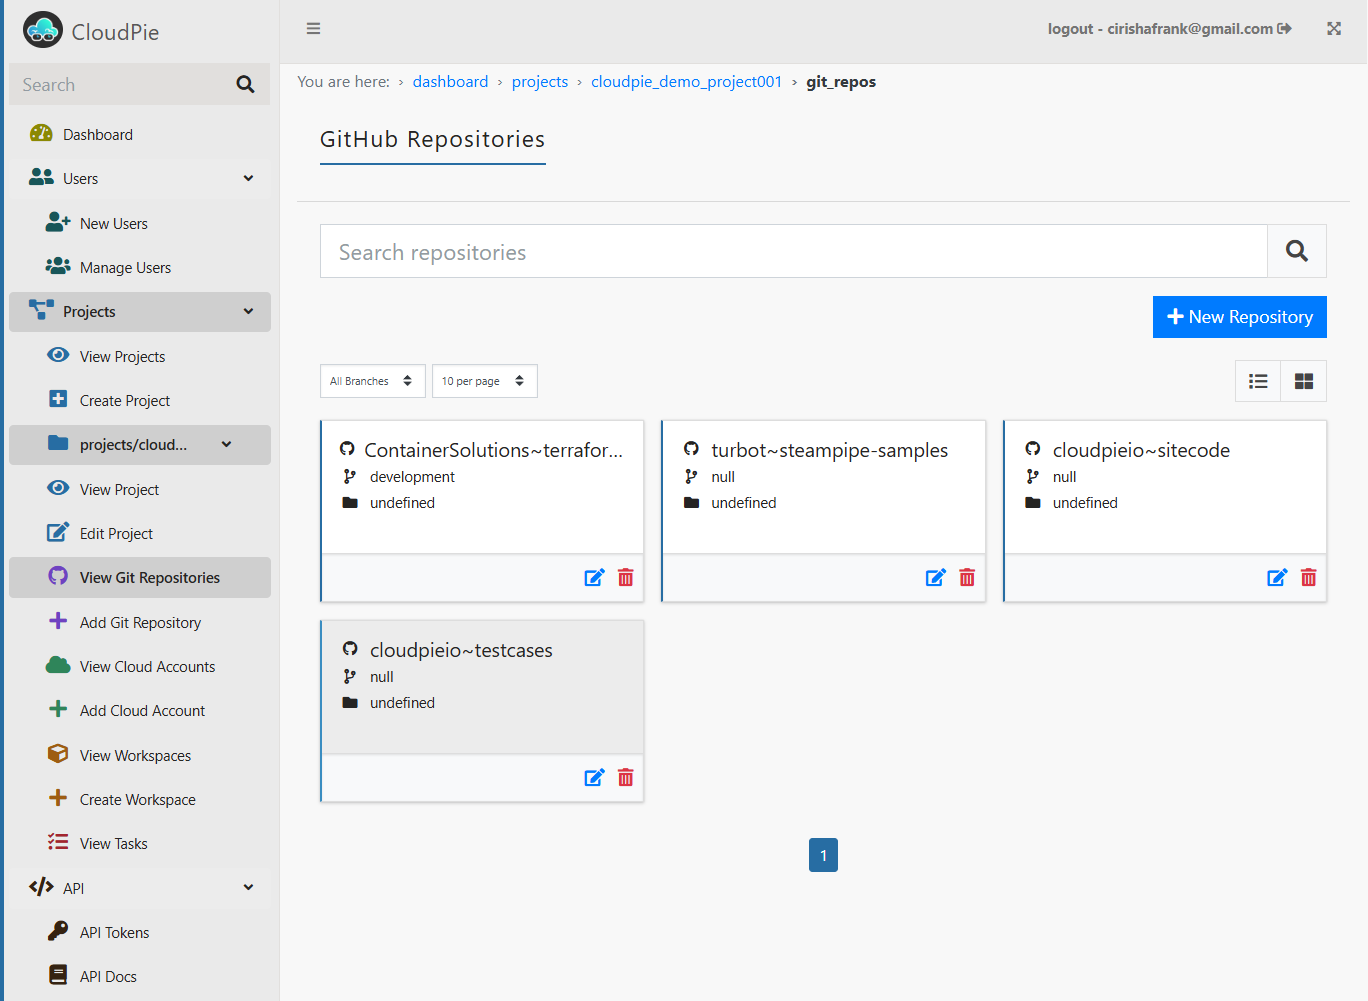 CloudPie
logout - cirishafrank@gmail.com
Search
You are here: › dashboard › projects › cloudpie_demo_project001 › git_repos
Dashboard
Users
New Users
Manage Users
Projects
View Projects
Create Project
projects/cloud...
View Project
Edit Project
View Git Repositories
Add Git Repository
View Cloud Accounts
Add Cloud Account
View Workspaces
Create Workspace
View Tasks
API
API Tokens
API Docs
GitHub Repositories
Search repositories
New Repository
All Branches
10 per page
ContainerSolutions~terrafor...
development
undefined
turbot~steampipe-samples
null
undefined
cloudpieio~sitecode
null
undefined
cloudpieio~testcases
null
undefined
1